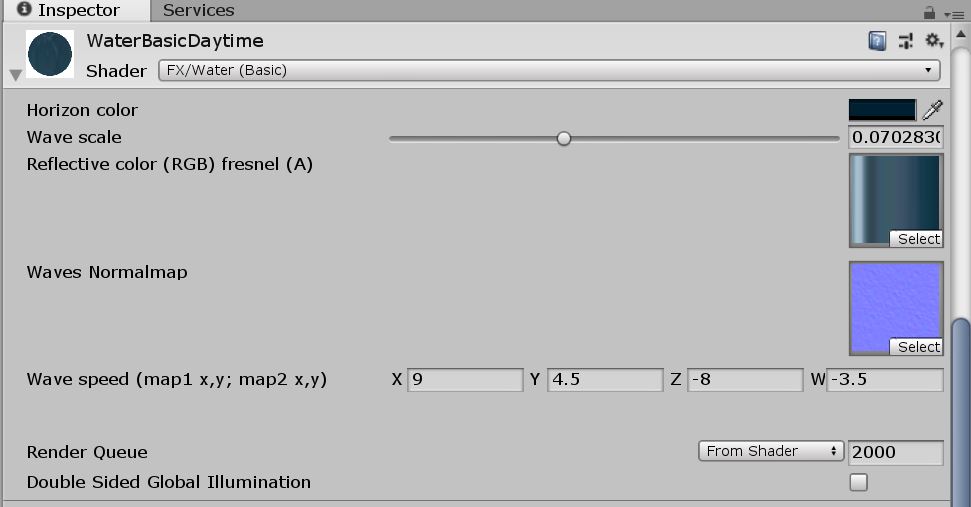 Inspector
Services
WaterBasicDaytime
Shader FX/Water (Basic)
Horizon color
Wave scale 0.070283
Reflective color (RGB) fresnel (A)
Select
Waves Normalmap
Select
Wave speed (map1 x,y; map2 x,y) X 9 Y 4.5 Z -8 W -3.5
Render Queue From Shader 2000
Double Sided Global Illumination